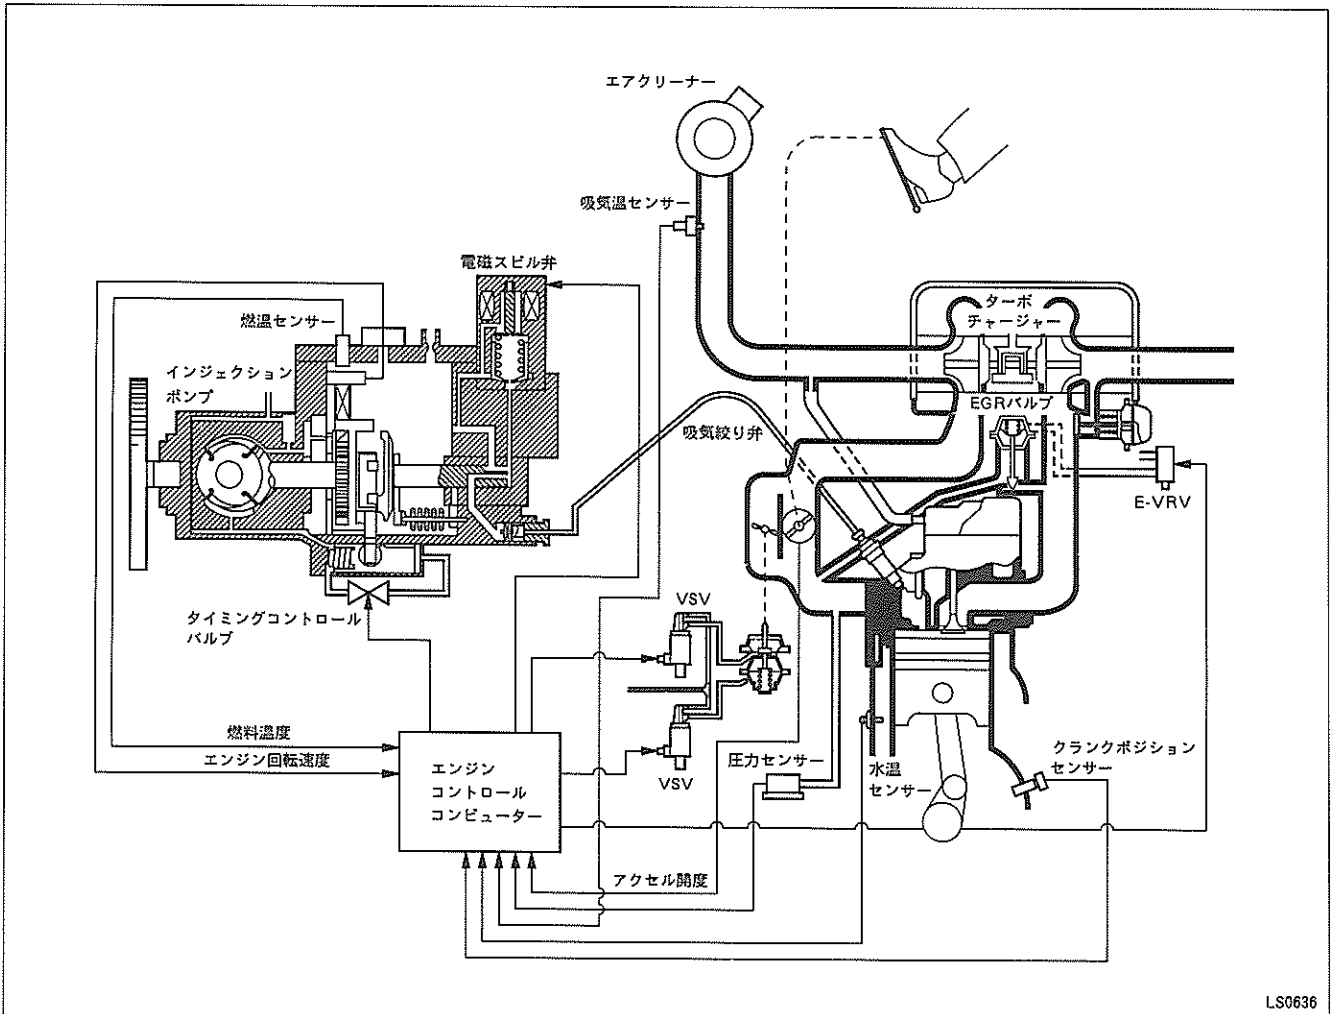 エアクリーナー
吸気温センサー
電磁スピル弁
燃温センサー
ターボ
チャージャー
インジェクション
ポンプ
EGRバルブ
吸気絞り弁
E-VRV
タイミングコントロール
バルブ
VSV
燃料温度
エンジン回転速度
エンジン
コントロール
コンピューター
VSV
圧力センサー
水温
センサー
クランクポジション
センサー
アクセル開度
LS0636